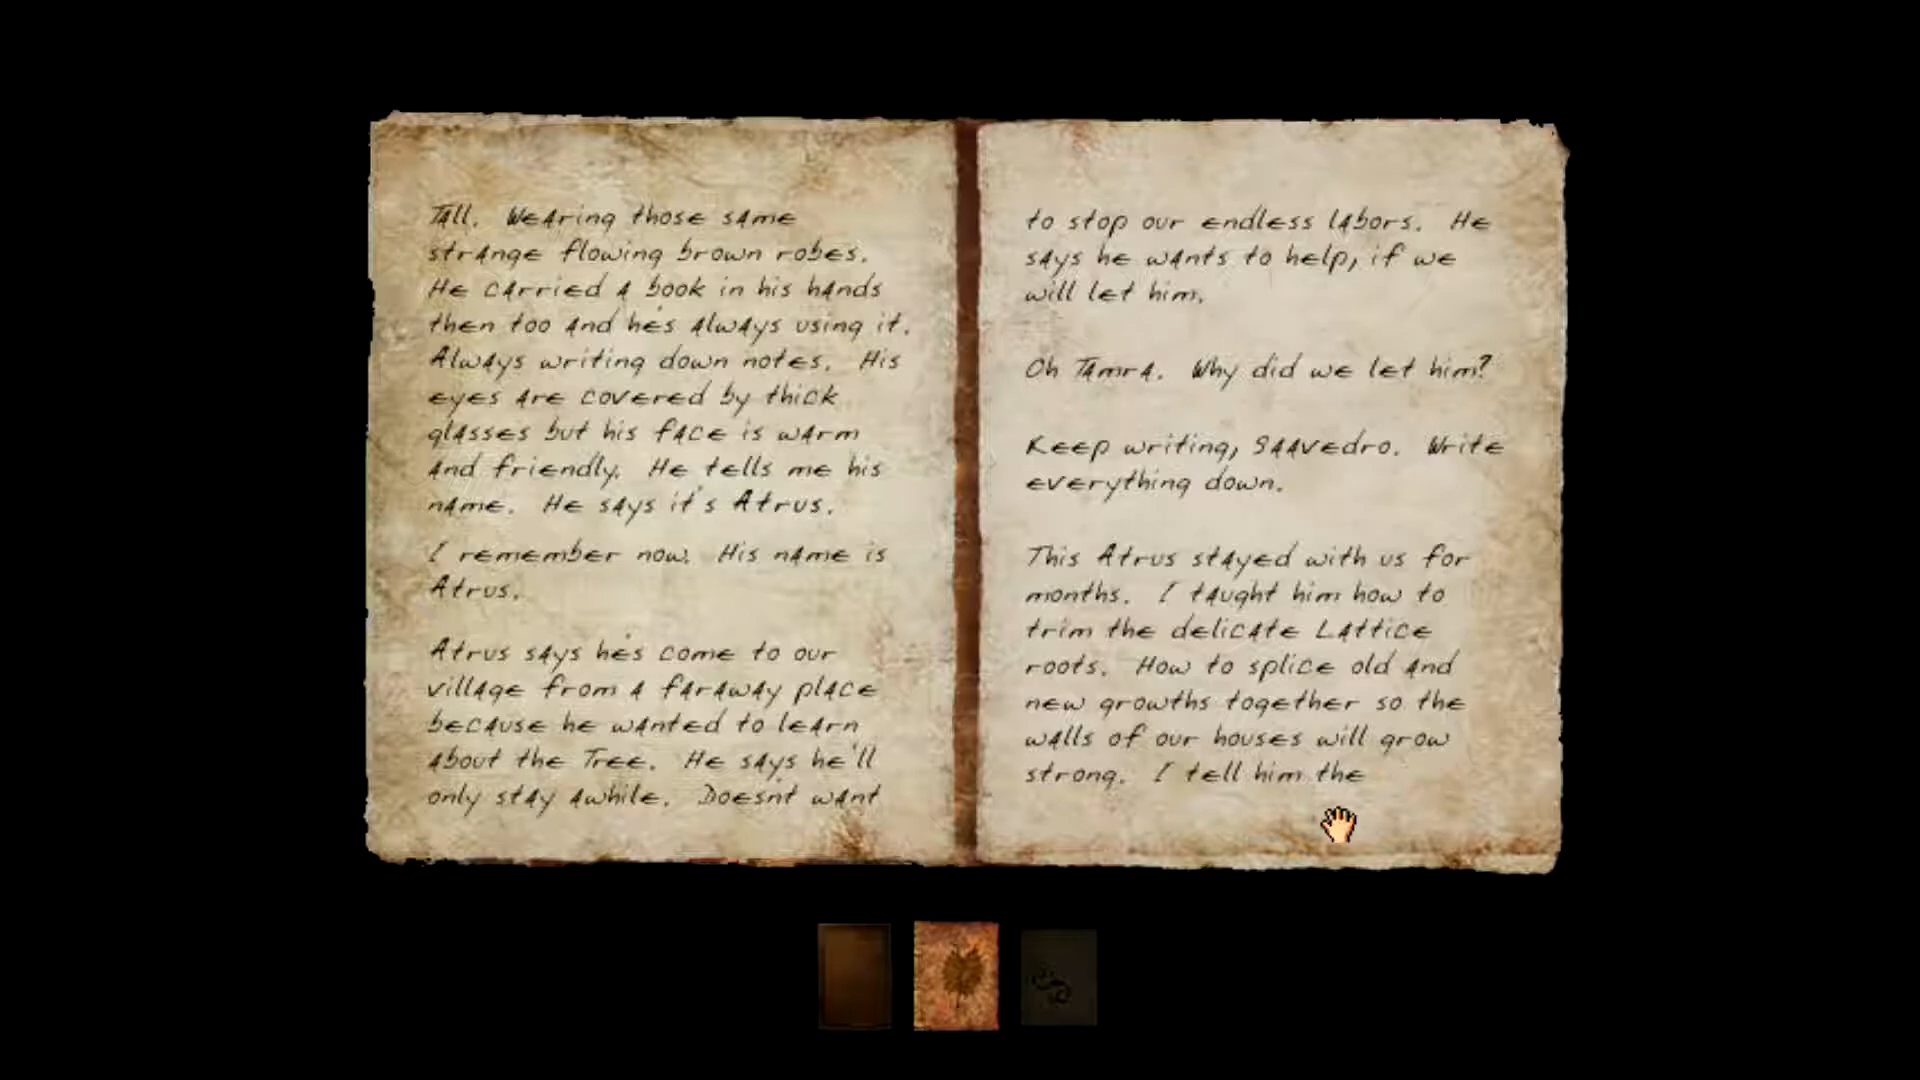 Tall. Wearing those same
strange flowing brown robes.
He carried a book in his hands
then too and he's always using it.
Always writing down notes. His
eyes are covered by thick
glasses but his face is warm
and friendly. He tells me his
name. He says it's Atrus.
I remember now. His name is
Atrus.
Atrus says he's come to our
village from a faraway place
because he wanted to learn
about the Tree. He says he'll
only stay awhile. Doesn't want
to stop our endless labors. He
says he wants to help, if we
will let him.
Oh Tamra. Why did we let him?
Keep writing, Saavedro. Write
everything down.
This Atrus stayed with us for
months. I taught him how to
trim the delicate Lattice
roots. How to splice old and
new growths together so the
walls of our houses will grow
strong. I tell him the